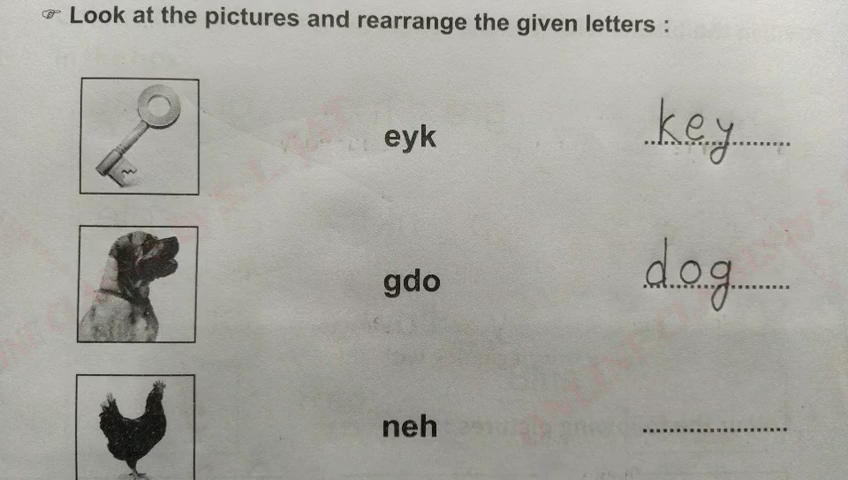 ☞ Look at the pictures and rearrange the given letters :
eyk key
gdo dog
neh